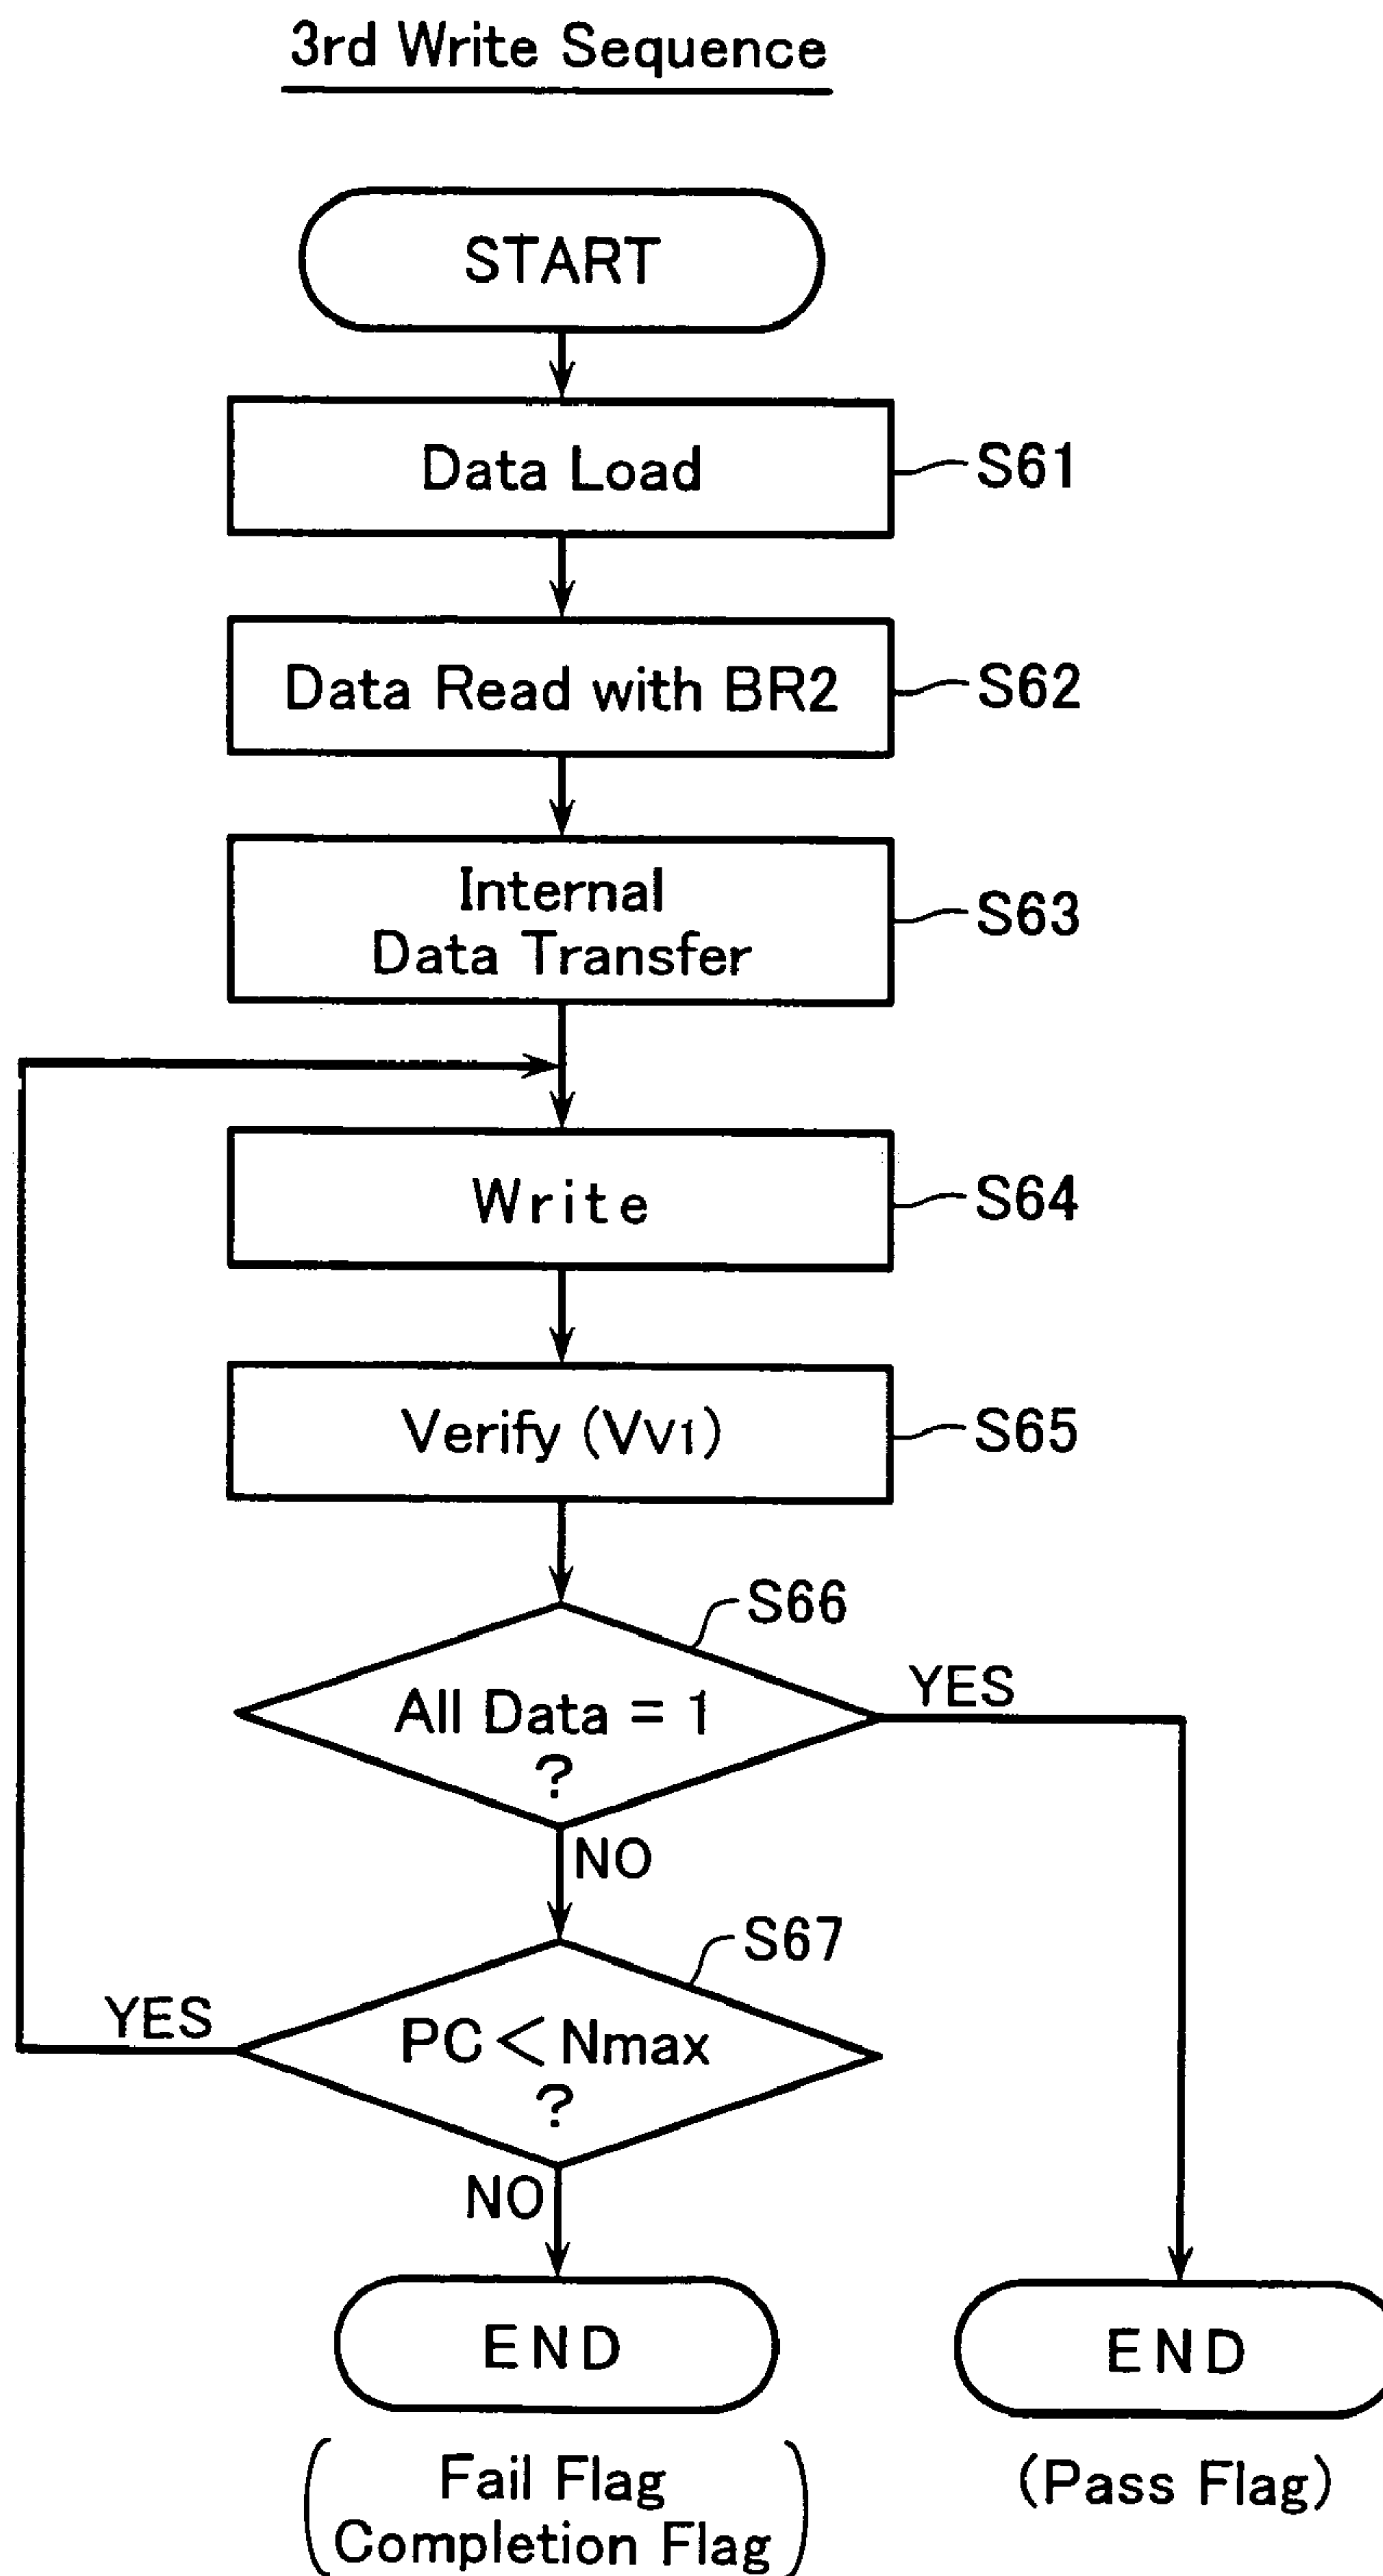 3rd Write Sequence
START
Data Load
S61
Data Read with BR2
S62
Internal
Data Transfer
S63
Write
S64
Verify (VV1)
S65
S66
All Data = 1
?
YES
NO
S67
PC < Nmax
?
YES
NO
END
END
(Fail Flag
Completion Flag)
(Pass Flag)